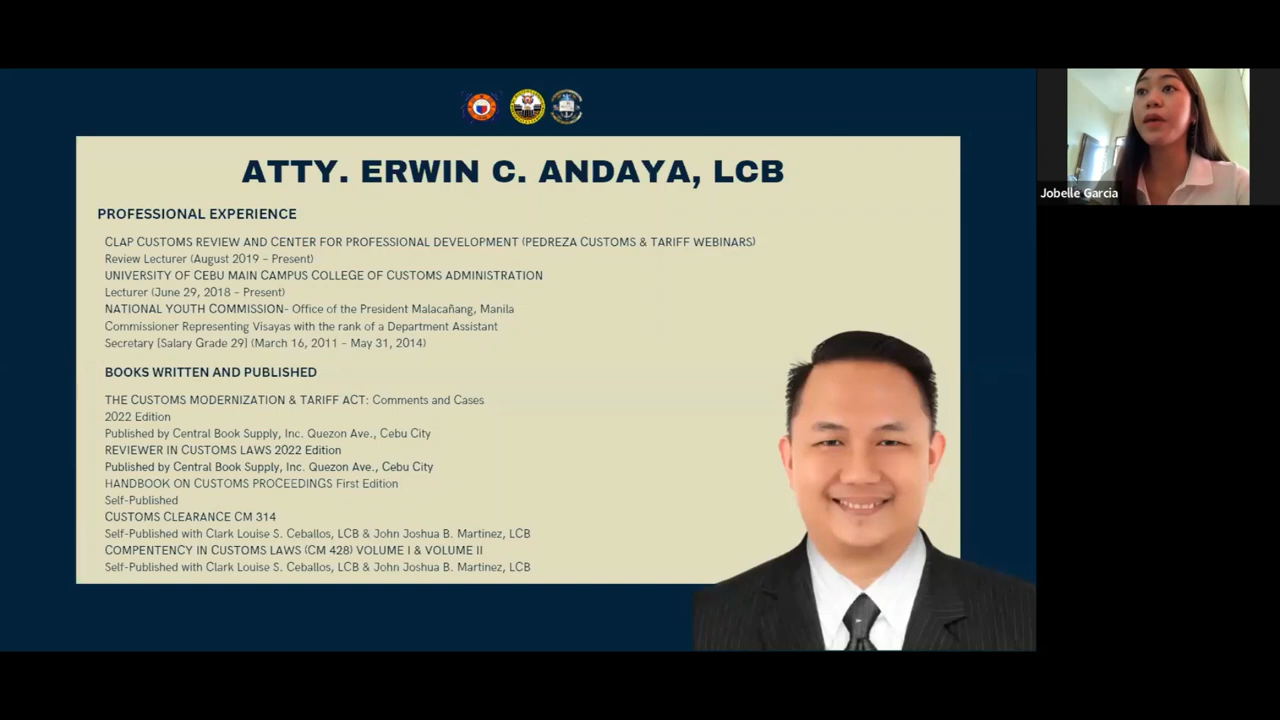 ATTY. ERWIN C. ANDAYA, LCB
PROFESSIONAL EXPERIENCE
CLAP CUSTOMS REVIEW AND CENTER FOR PROFESSIONAL DEVELOPMENT (PEDREZA CUSTOMS & TARIFF WEBINARS)
Review Lecturer (August 2019 – Present)
UNIVERSITY OF CEBU MAIN CAMPUS COLLEGE OF CUSTOMS ADMINISTRATION
Lecturer (June 29, 2018 – Present)
NATIONAL YOUTH COMMISSION- Office of the President Malacañang, Manila
Commissioner Representing Visayas with the rank of a Department Assistant
Secretary [Salary Grade 29] (March 16, 2011 – May 31, 2014)
BOOKS WRITTEN AND PUBLISHED
THE CUSTOMS MODERNIZATION & TARIFF ACT: Comments and Cases
2022 Edition
Published by Central Book Supply, Inc. Quezon Ave., Cebu City
REVIEWER IN CUSTOMS LAWS 2022 Edition
Published by Central Book Supply, Inc. Quezon Ave., Cebu City
HANDBOOK ON CUSTOMS PROCEEDINGS First Edition
Self-Published
CUSTOMS CLEARANCE CM 314
Self-Published with Clark Louise S. Ceballos, LCB & John Joshua B. Martinez, LCB
COMPENTENCY IN CUSTOMS LAWS (CM 428) VOLUME I & VOLUME II
Self-Published with Clark Louise S. Ceballos, LCB & John Joshua B. Martinez, LCB
Jobelle Garcia